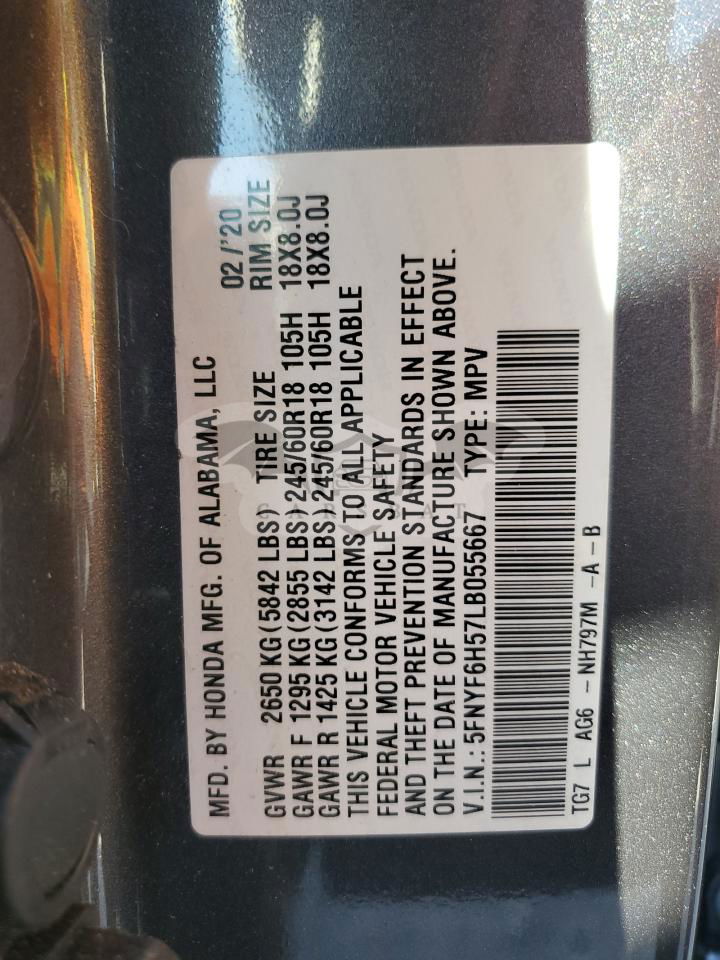 MFD. BY HONDA MFG. OF ALABAMA, LLC 02/'20
GVWR 2650 KG (5842 LBS) TIRE SIZE RIM SIZE
GAWR F 1295 KG (2855 LBS) 245/60R18 105H 18X8.0J
GAWR R 1425 KG (3142 LBS) 245/60R18 105H 18X8.0J
THIS VEHICLE CONFORMS TO ALL APPLICABLE
FEDERAL MOTOR VEHICLE SAFETY
AND THEFT PREVENTION STANDARDS IN EFFECT
ON THE DATE OF MANUFACTURE SHOWN ABOVE.
V.I.N.: 5FNYF6H57LB055667 TYPE: MPV
TG7 L AG6 - NH797M -A - B